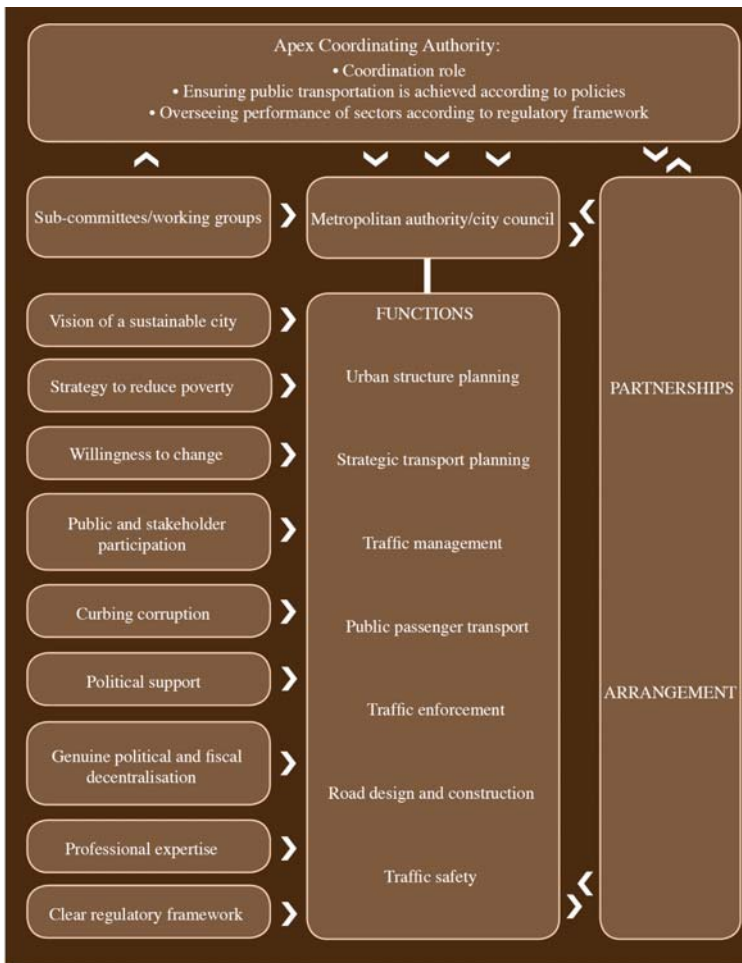 Apex Coordinating Authority:
• Coordination role
• Ensuring public transportation is achieved according to policies
• Overseeing performance of sectors according to regulatory framework
Sub-committees/working groups
Metropolitan authority/city council
Vision of a sustainable city
Strategy to reduce poverty
Willingness to change
Public and stakeholder
participation
Curbing corruption
Political support
Genuine political and fiscal
decentralisation
Professional expertise
Clear regulatory framework
FUNCTIONS
Urban structure planning
Strategic transport planning
Traffic management
Public passenger transport
Traffic enforcement
Road design and construction
Traffic safety
PARTNERSHIPS
ARRANGEMENT